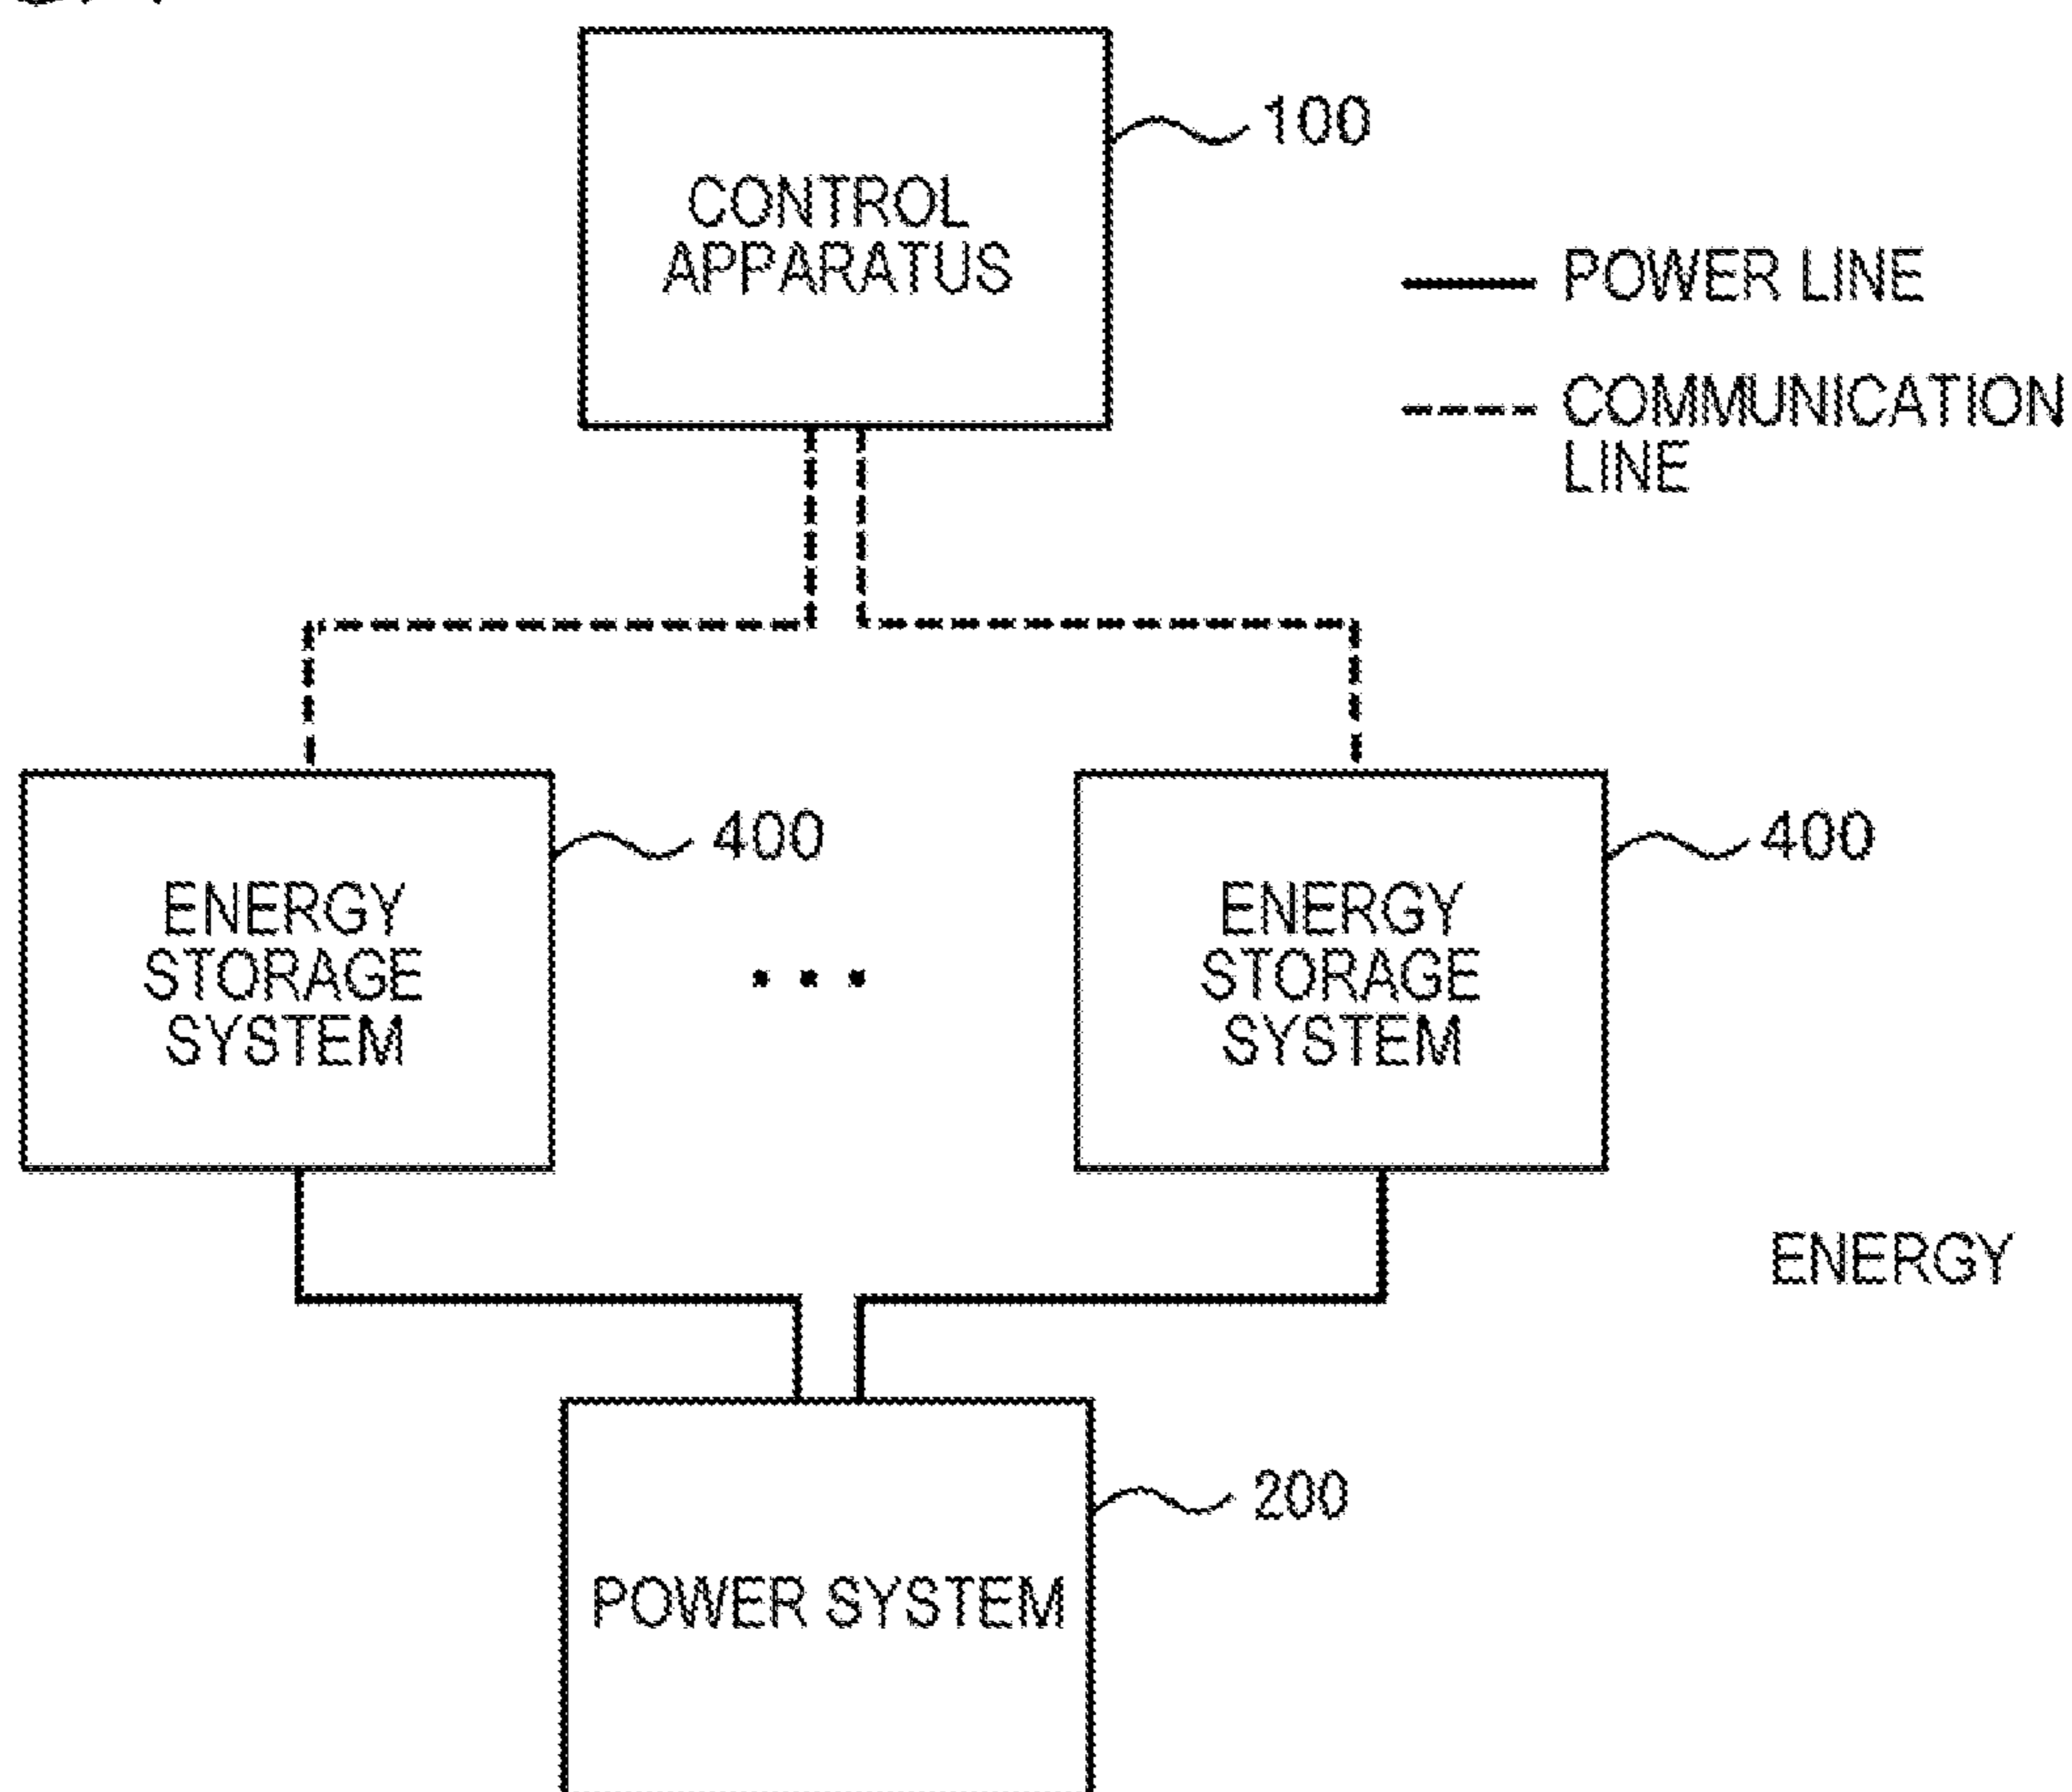 100
CONTROL
APPARATUS
POWER LINE
COMMUNICATION
LINE
400
400
ENERGY
STORAGE
SYSTEM
ENERGY
STORAGE
SYSTEM
ENERGY
200
POWER SYSTEM